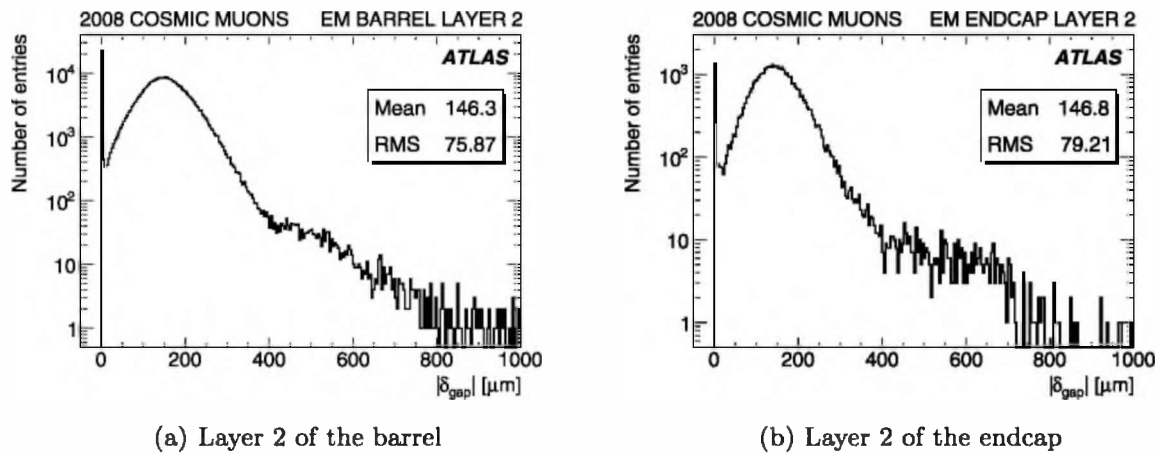 2008 COSMIC MUONS EM BARREL LAYER 2
Number of entries
10⁴
10³
10²
10
1
ATLAS
Mean 146.3
RMS 75.87
0 200 400 600 800 1000
|δgap| [μm]
(a) Layer 2 of the barrel
2008 COSMIC MUONS EM ENDCAP LAYER 2
Number of entries
10³
10²
10
1
ATLAS
Mean 146.8
RMS 79.21
0 200 400 600 800 1000
|δgap| [μm]
(b) Layer 2 of the endcap